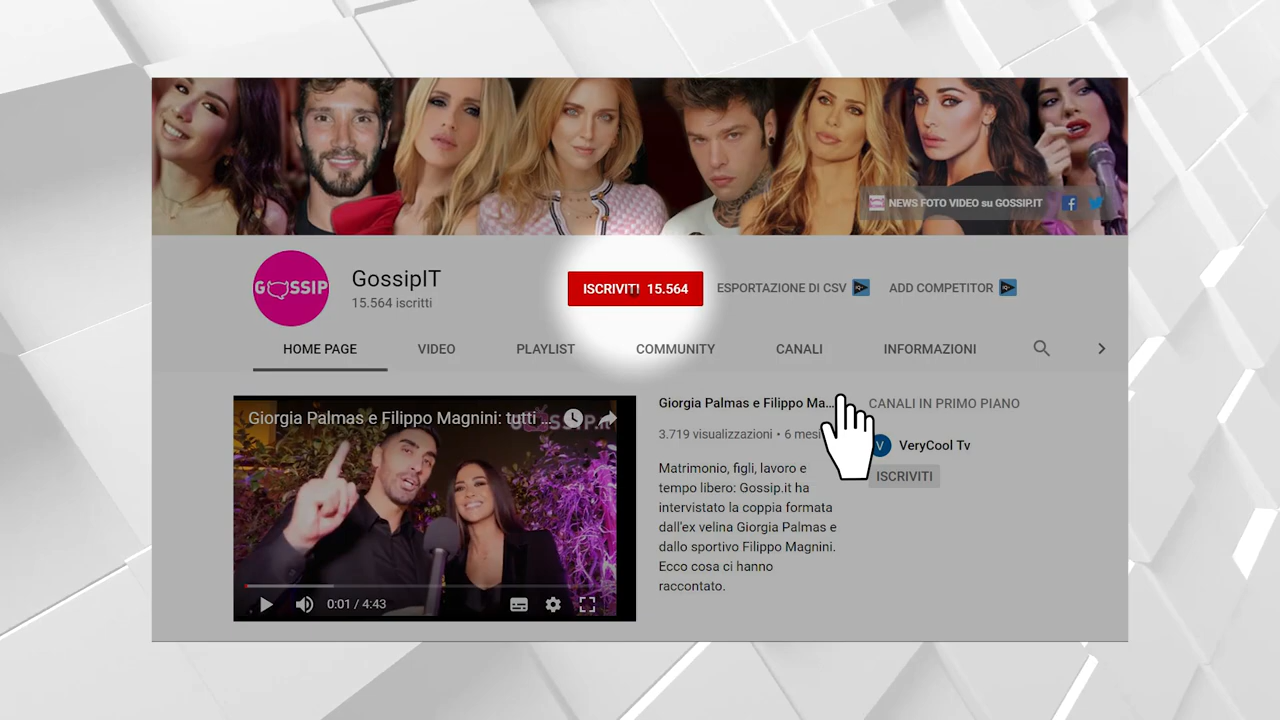 NEWS FOTO VIDEO su GOSSIP.IT
GOSSIP
GossipIT
15.564 iscritti
ISCRIVITI 15.564
ESPORTAZIONE DI CSV
ADD COMPETITOR
HOME PAGE
VIDEO
PLAYLIST
COMMUNITY
CANALI
INFORMAZIONI
Giorgia Palmas e Filippo Magnini: tutti ...
GOSSIP.it
0:01 / 4:43
Giorgia Palmas e Filippo Ma...
3.719 visualizzazioni • 6 mesi
Matrimonio, figli, lavoro e
tempo libero: Gossip.it ha
intervistato la coppia formata
dall'ex velina Giorgia Palmas e
dallo sportivo Filippo Magnini.
Ecco cosa ci hanno
raccontato.
CANALI IN PRIMO PIANO
V
VeryCool Tv
ISCRIVITI